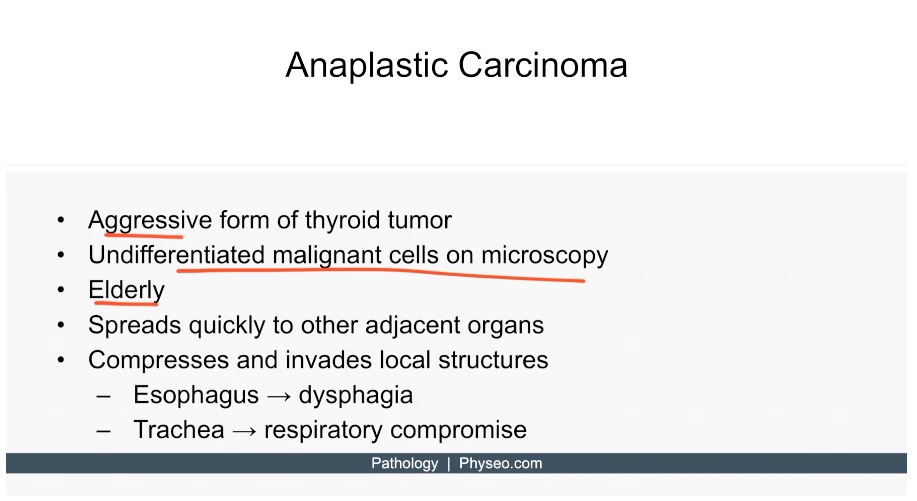 Anaplastic Carcinoma
• Aggressive form of thyroid tumor
• Undifferentiated malignant cells on microscopy
• Elderly
• Spreads quickly to other adjacent organs
• Compresses and invades local structures
– Esophagus → dysphagia
– Trachea → respiratory compromise
Pathology | Physeo.com